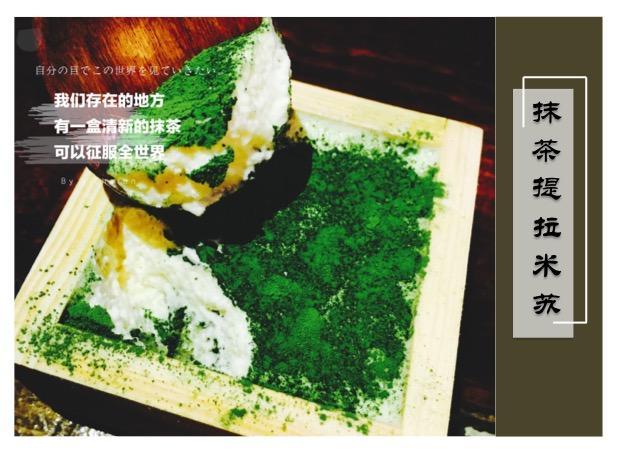 自分の目でこの世界を見ていきたい
我们存在的地方
有一盒清新的抹茶
可以征服全世界
By
抹茶提拉米苏